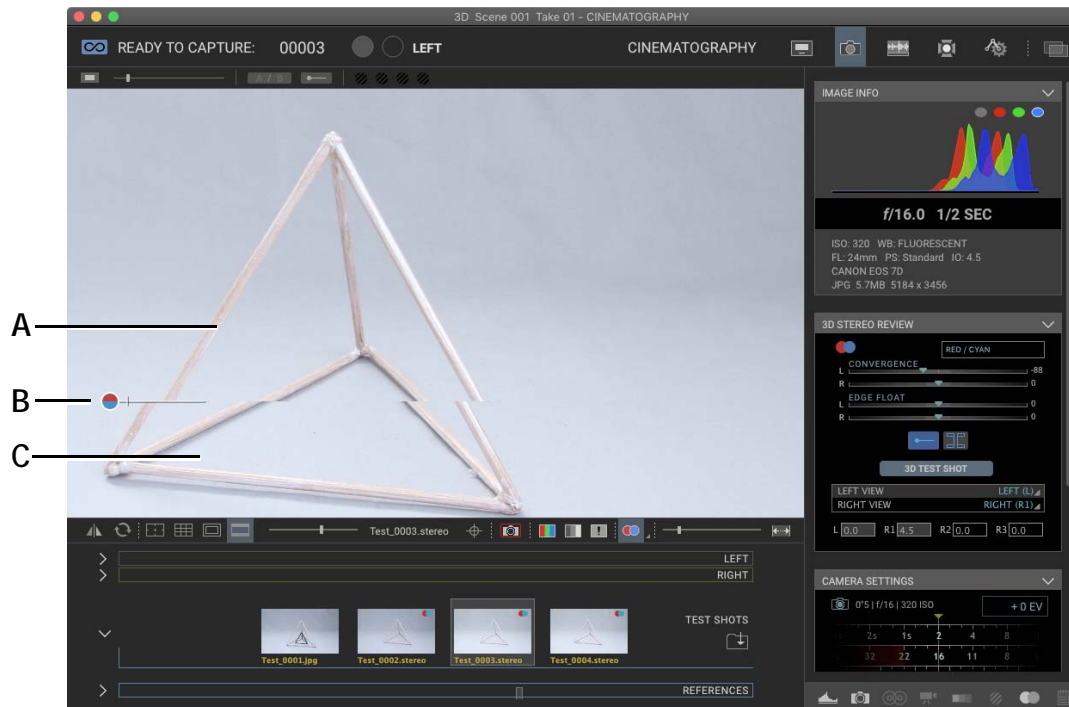 3D Scene 001 Take 01 - CINEMATOGRAPHY
READY TO CAPTURE: 00003 LEFT CINEMATOGRAPHY
A / B
IMAGE INFO
f/16.0 1/2 SEC
ISO: 320 WB: FLUORESCENT
FL: 24mm PS: Standard IO: 4.5
CANON EOS 7D
JPG 5.7MB 5184 x 3456
A
B
C
3D STEREO REVIEW
RED / CYAN
CONVERGENCE
L -88
R 0
EDGE FLOAT
L 0
R 0
3D TEST SHOT
LEFT VIEW LEFT (L)
RIGHT VIEW RIGHT (R1)
L 0.0 R1 4.5 R2 0.0 R3 0.0
Test_0003.stereo
LEFT
RIGHT
TEST SHOTS
Test_0001.jpg Test_0002.stereo Test_0003.stereo Test_0004.stereo
REFERENCES
CAMERA SETTINGS
0"5 | f/16 | 320 ISO + 0 EV
2s 1s 2 4 8
32 22 16 11 8